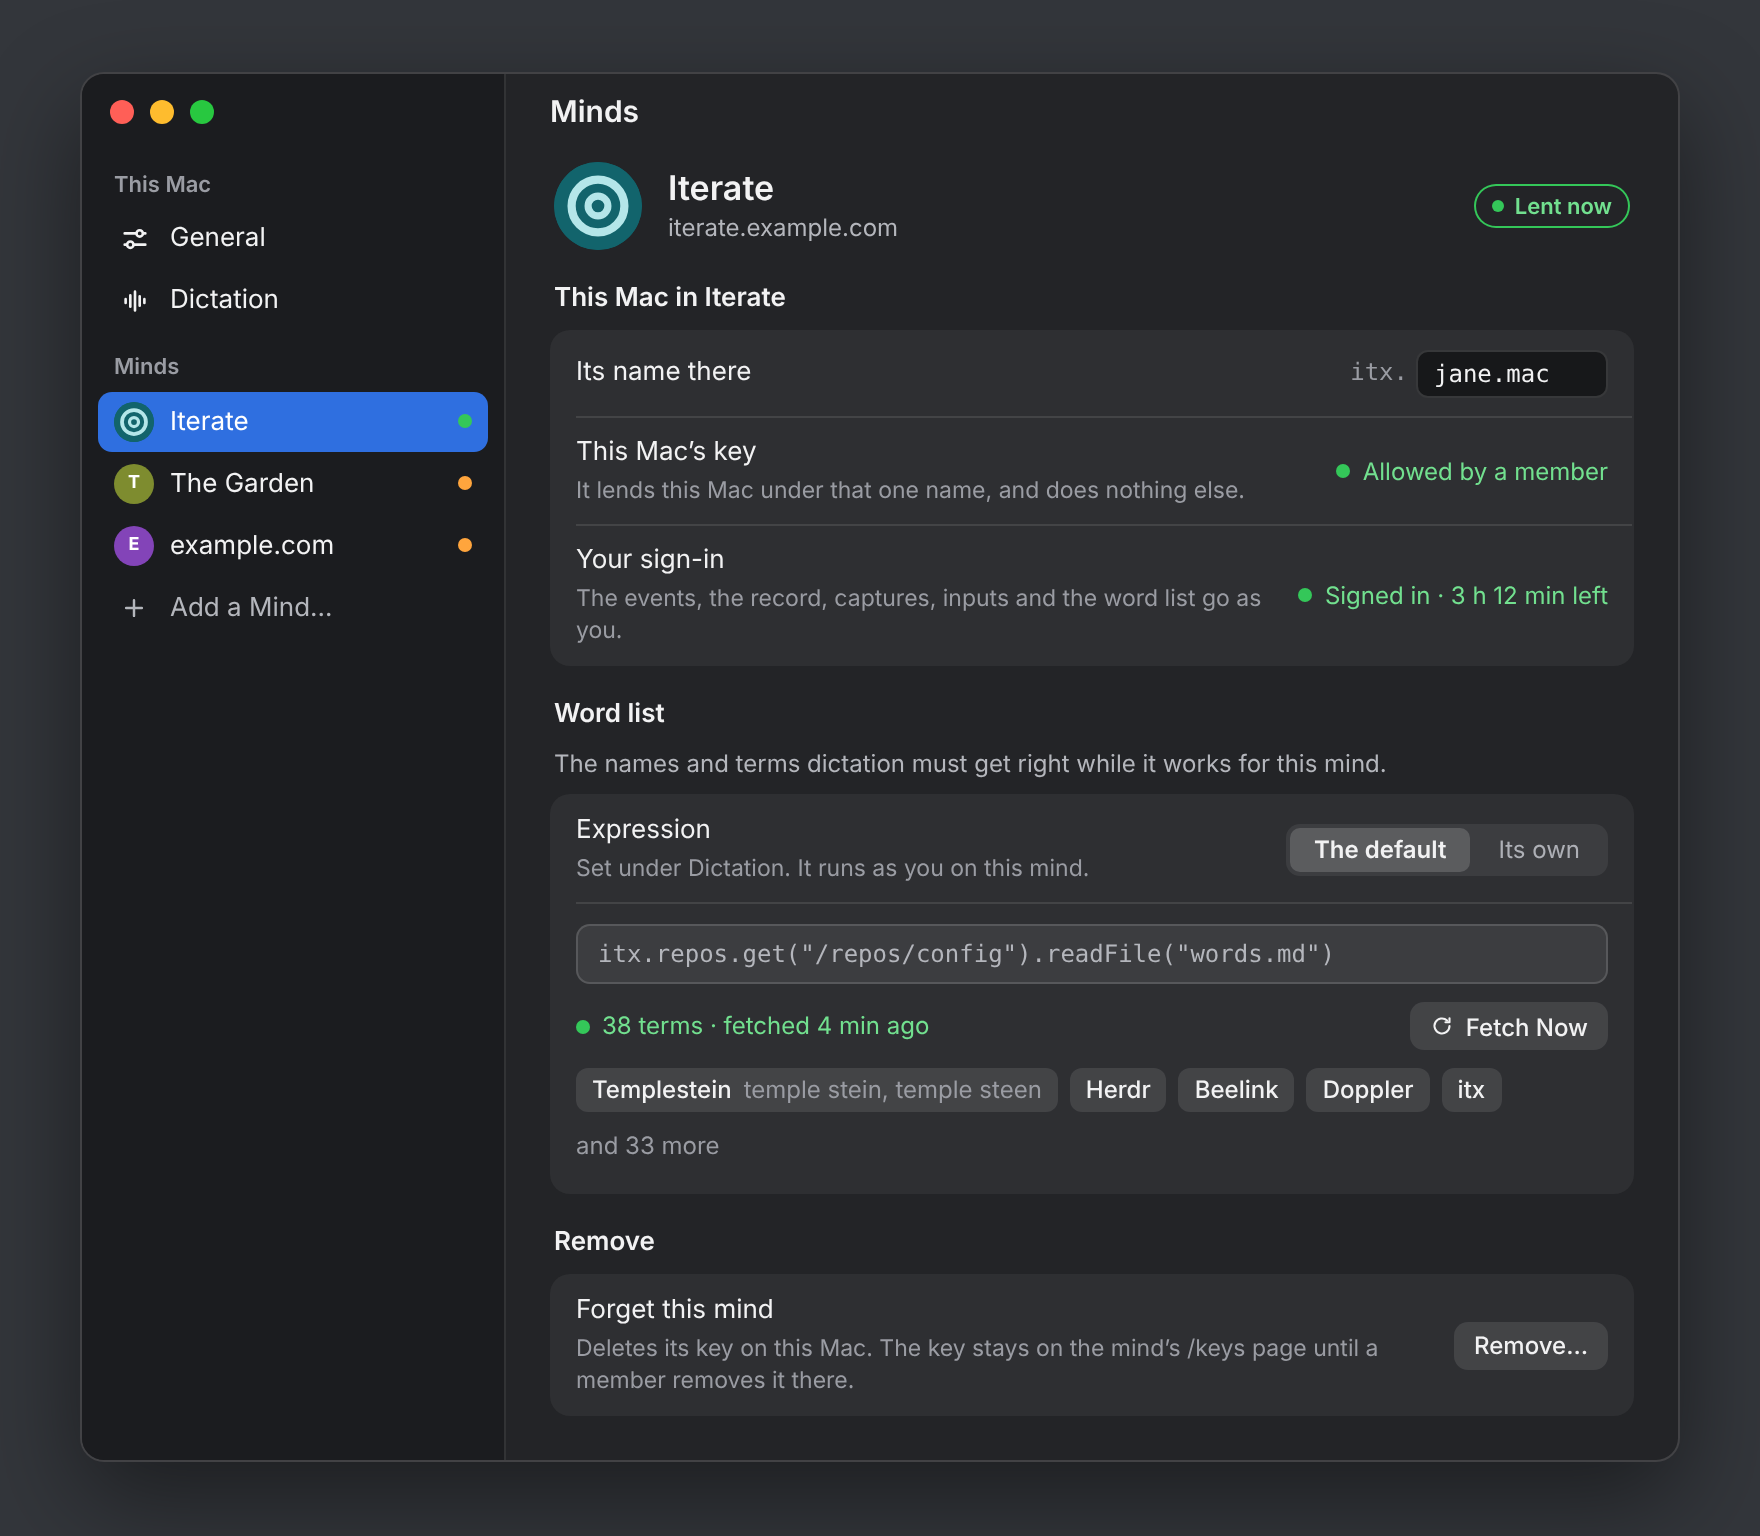 This Mac
General
Dictation
Minds
Iterate
T The Garden
E example.com
Add a Mind...
Minds
Iterate
iterate.example.com
Lent now
This Mac in Iterate
Its name there
itx. jane.mac
This Mac’s key
It lends this Mac under that one name, and does nothing else.
Allowed by a member
Your sign-in
The events, the record, captures, inputs and the word list go as
you.
Signed in · 3 h 12 min left
Word list
The names and terms dictation must get right while it works for this mind.
Expression
Set under Dictation. It runs as you on this mind.
The default Its own
itx.repos.get("/repos/config").readFile("words.md")
38 terms · fetched 4 min ago
Fetch Now
Templestein temple stein, temple steen Herdr Beelink Doppler itx
and 33 more
Remove
Forget this mind
Deletes its key on this Mac. The key stays on the mind’s /keys page until a
member removes it there.
Remove...